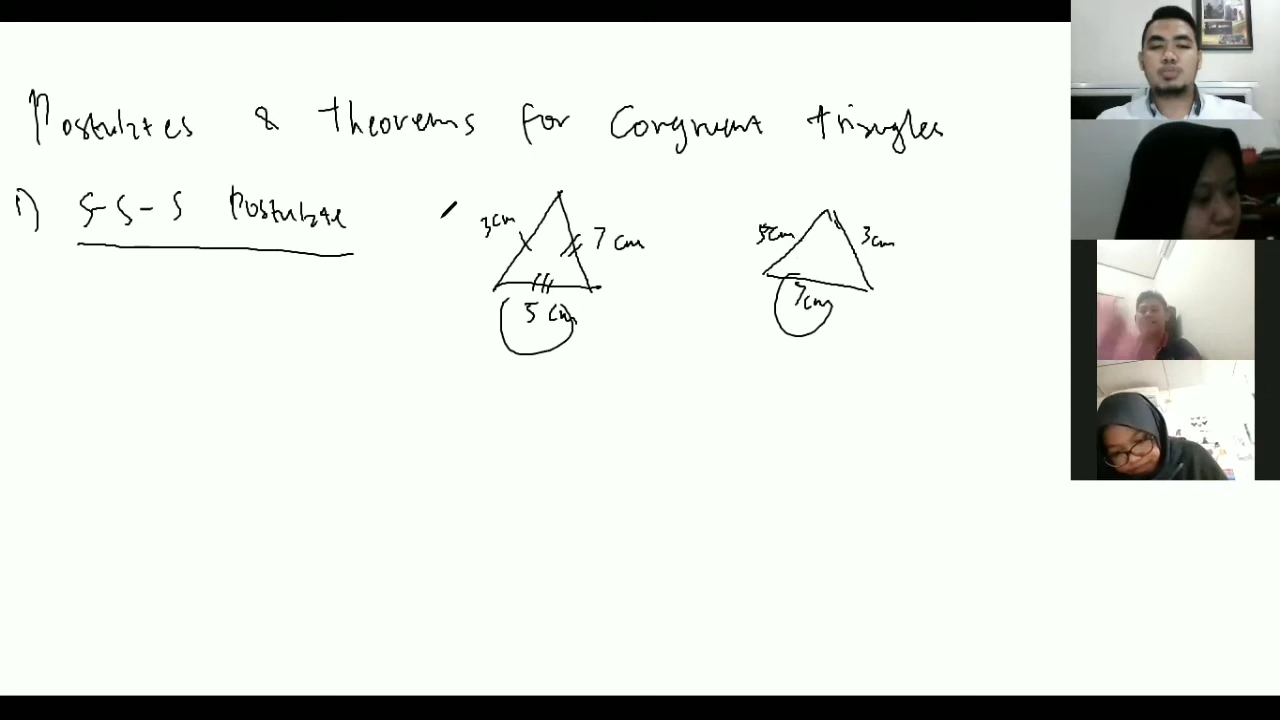 Postulates & theorems for Congruent triangles
1) S-S-S Postulate
3cm 7 cm
5 cm
5cm 3cm
7cm